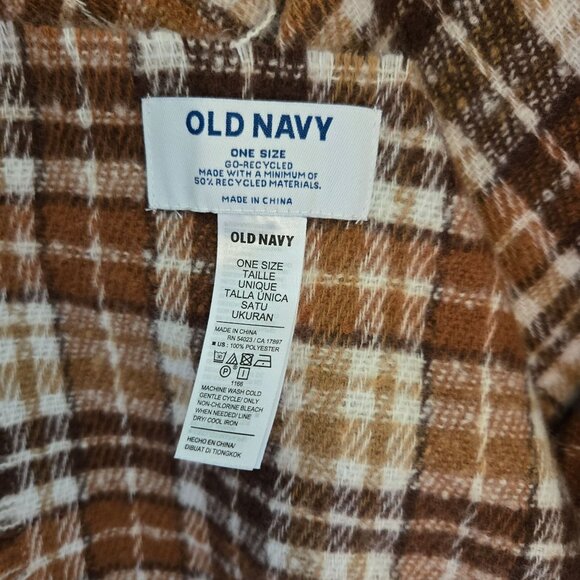 OLD NAVY
ONE SIZE
GO-RECYCLED
MADE WITH A MINIMUM OF
50% RECYCLED MATERIALS.
MADE IN CHINA
OLD NAVY
ONE SIZE
TAILLE
UNIQUE
TALLA ÚNICA
SATU
UKURAN
MADE IN CHINA
RN 54023 / CA 17897
■ US : 100% POLYESTER
30
P I
1166
MACHINE WASH COLD
GENTLE CYCLE/ ONLY
NON-CHLORINE BLEACH
WHEN NEEDED/ LINE
DRY/ COOL IRON
HECHO EN CHINA/
DIBUAT DI TIONGKOK